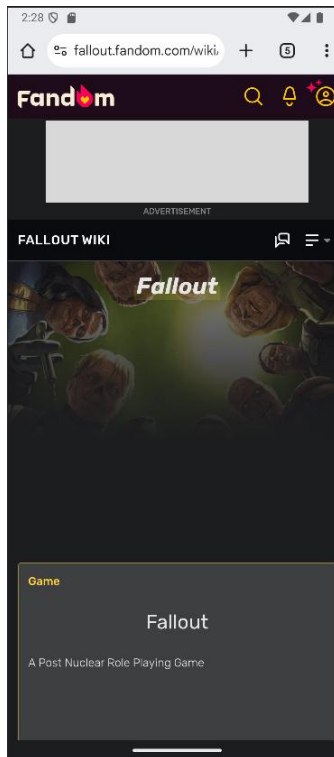 2:28
fallout.fandom.com/wiki
5
Fandom
ADVERTISEMENT
FALLOUT WIKI
Fallout
Game
Fallout
A Post Nuclear Role Playing Game